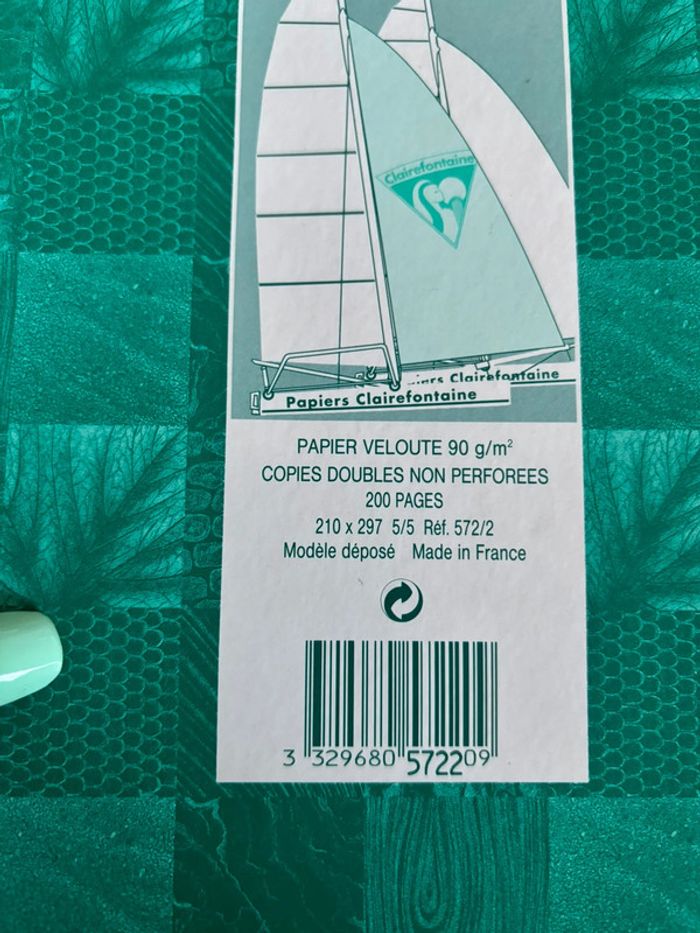 Clairefontaine
iers Clairefontaine
Papiers Clairefontaine
PAPIER VELOUTE 90 g/m²
COPIES DOUBLES NON PERFOREES
200 PAGES
210 x 297 5/5 Réf. 572/2
Modèle déposé Made in France
3 329680 572209